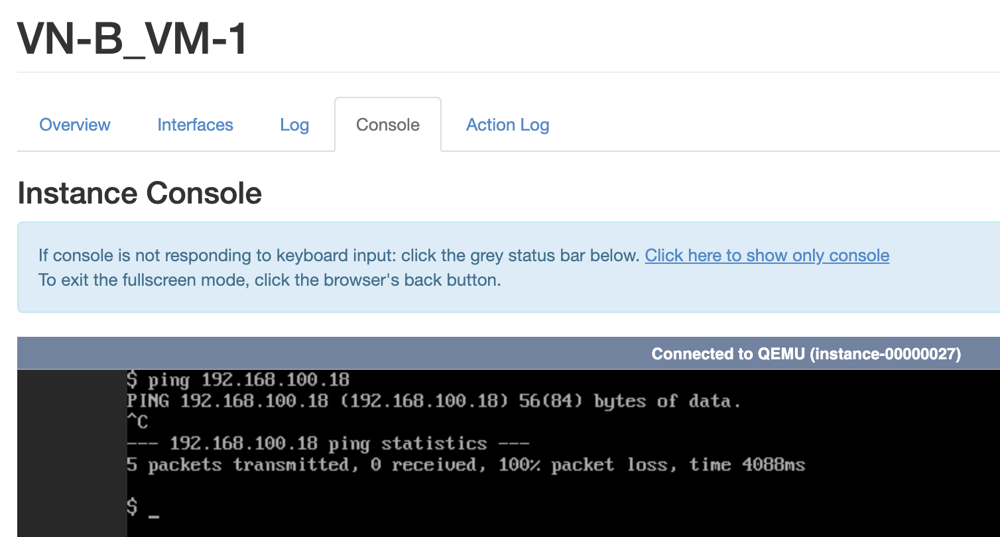 VN-B_VM-1
Overview Interfaces Log Console Action Log
Instance Console
If console is not responding to keyboard input: click the grey status bar below. Click here to show only console
To exit the fullscreen mode, click the browser's back button.
Connected to QEMU (instance-00000027)
$ ping 192.168.100.18
PING 192.168.100.18 (192.168.100.18) 56(84) bytes of data.
^C
--- 192.168.100.18 ping statistics ---
5 packets transmitted, 0 received, 100% packet loss, time 4088ms
$ _